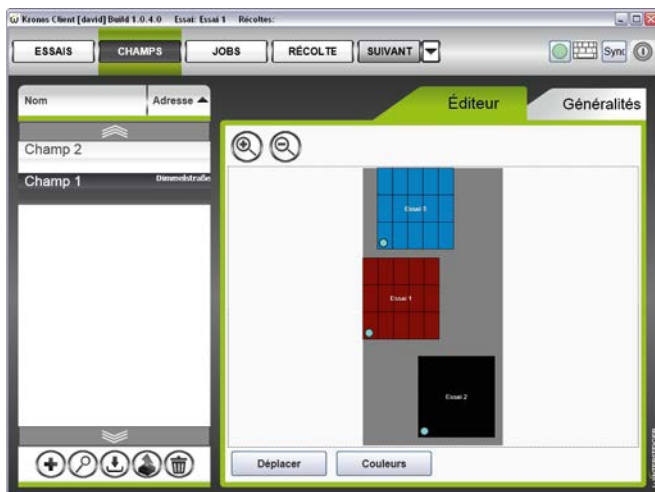 Kronos Client [david] Build 1.0.4.0 Essai: Essai 1 Récoltes:
ESSAIS CHAMPS JOBS RÉCOLTE SUIVANT Sync
Nom Adresse
Éditeur Généralités
Champ 2
Champ 1 Dimmelstraße
Essai 3
Essai 1
Essai 2
Déplacer Couleurs
WINTERSTEIGER